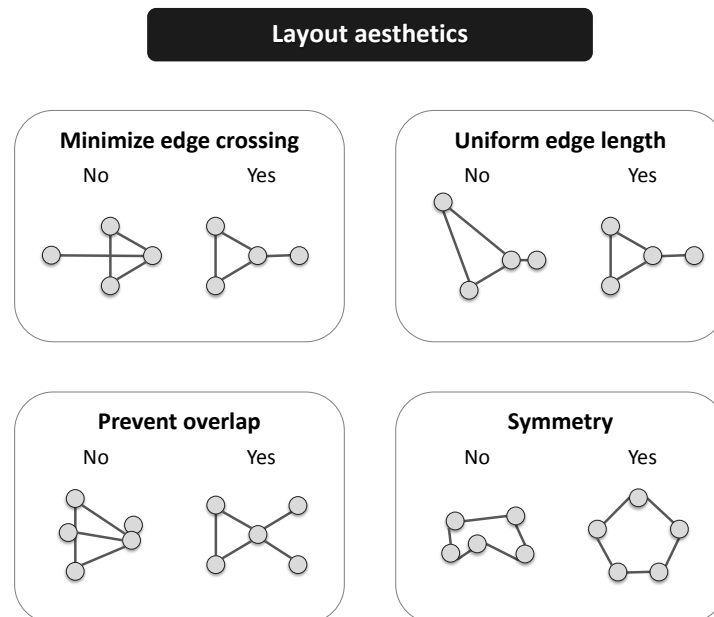 Layout aesthetics
Minimize edge crossing
No Yes
Uniform edge length
No Yes
Prevent overlap
No Yes
Symmetry
No Yes